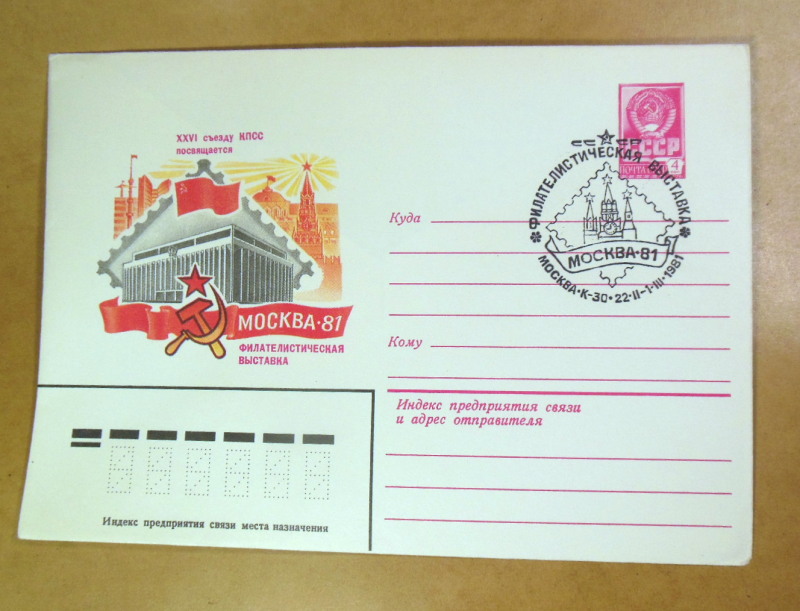 XXVI съезду КПСС
посвящается
МОСКВА·81
ФИЛАТЕЛИСТИЧЕСКАЯ
ВЫСТАВКА
СССР
ПОЧТА
4
ФИЛАТЕЛИСТИЧЕСКАЯ ВЫСТАВКА
МОСКВА·81
МОСКВА·К-30·22·II–1·III·1981
Куда
Кому
Индекс предприятия связи
и адрес отправителя
Индекс предприятия связи места назначения